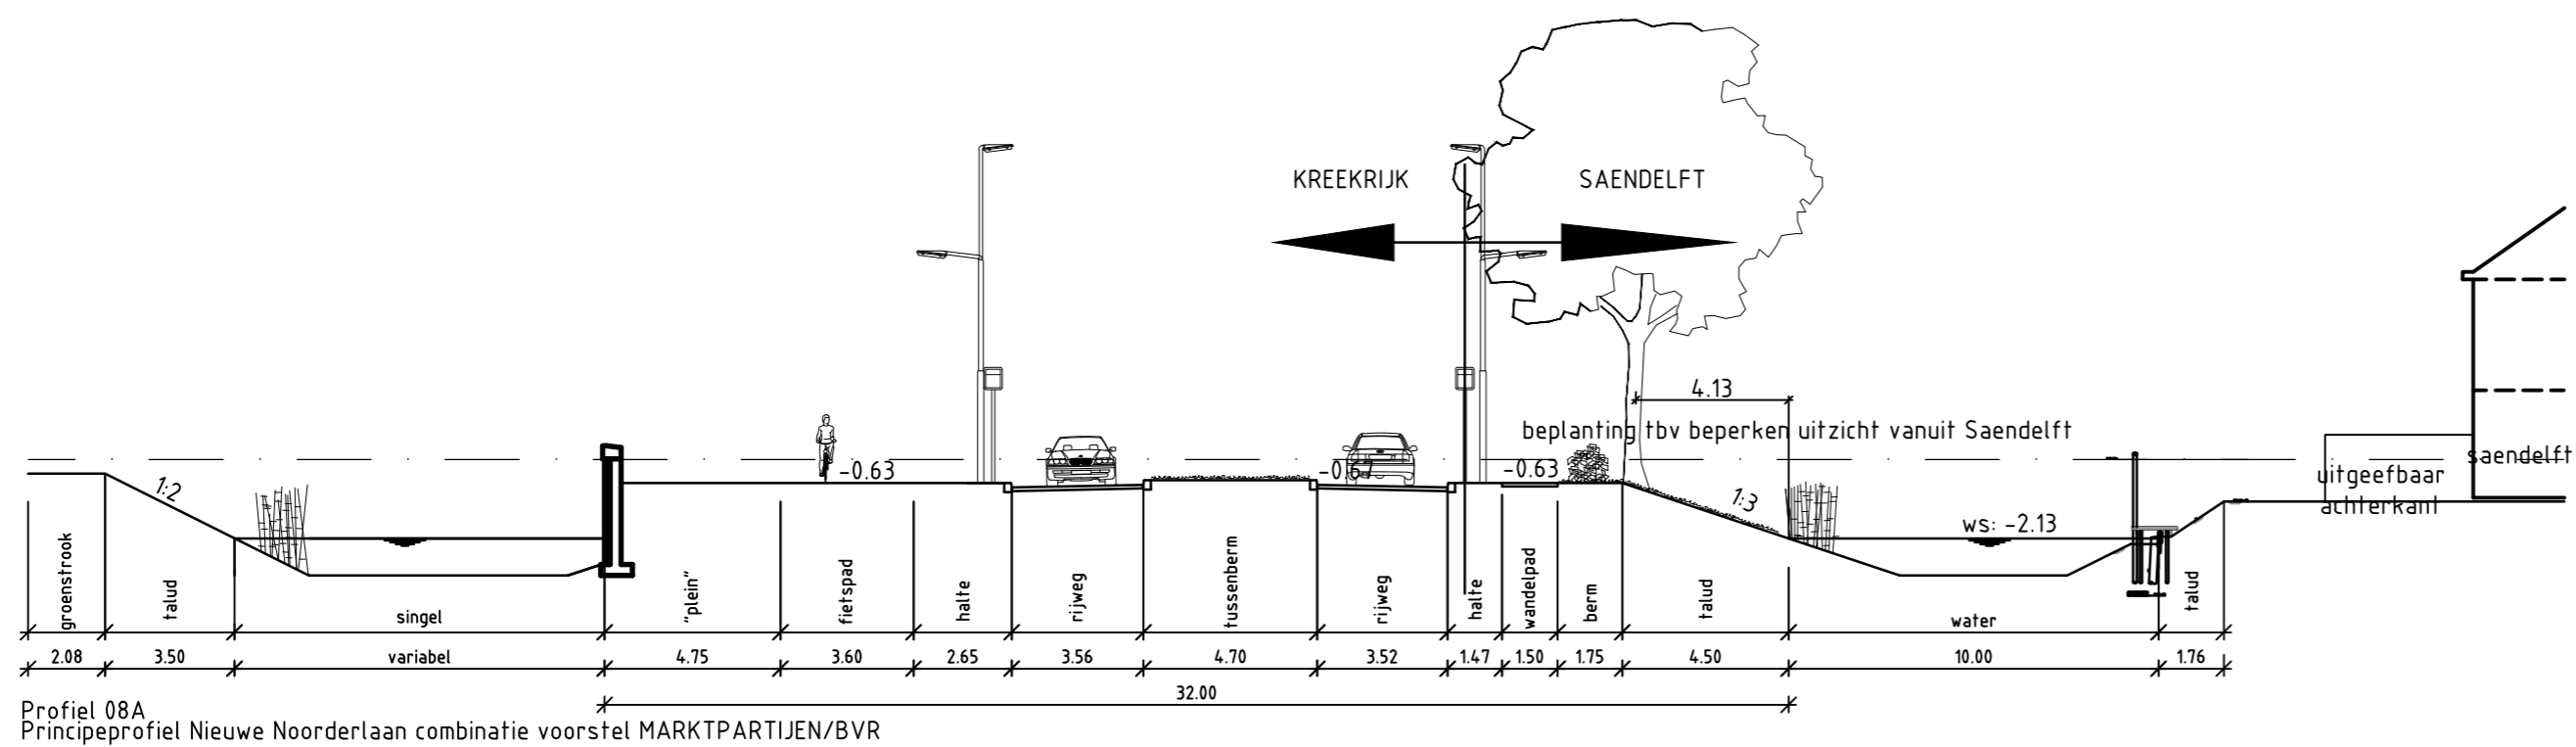 KREEKRIJK
SAENDELFT
4.13
beplanting tbv beperken uitzicht vanuit Saendelft
saendelft
uitgeefbaar
achterkant
1:2
-0.63
-0.67
-0.63
1:3
ws: -2.13
groenstrook
talud
singel
"plein"
fietspad
halte
rijweg
tussenberm
rijweg
halte
wandelpad
berm
talud
water
talud
2.08
3.50
variabel
4.75
3.60
2.65
3.56
4.70
3.52
1.47
1.50
1.75
4.50
10.00
1.76
32.00
Profiel 08A
Principeprofiel Nieuwe Noorderlaan combinatie voorstel MARKTPARTIJEN/BVR